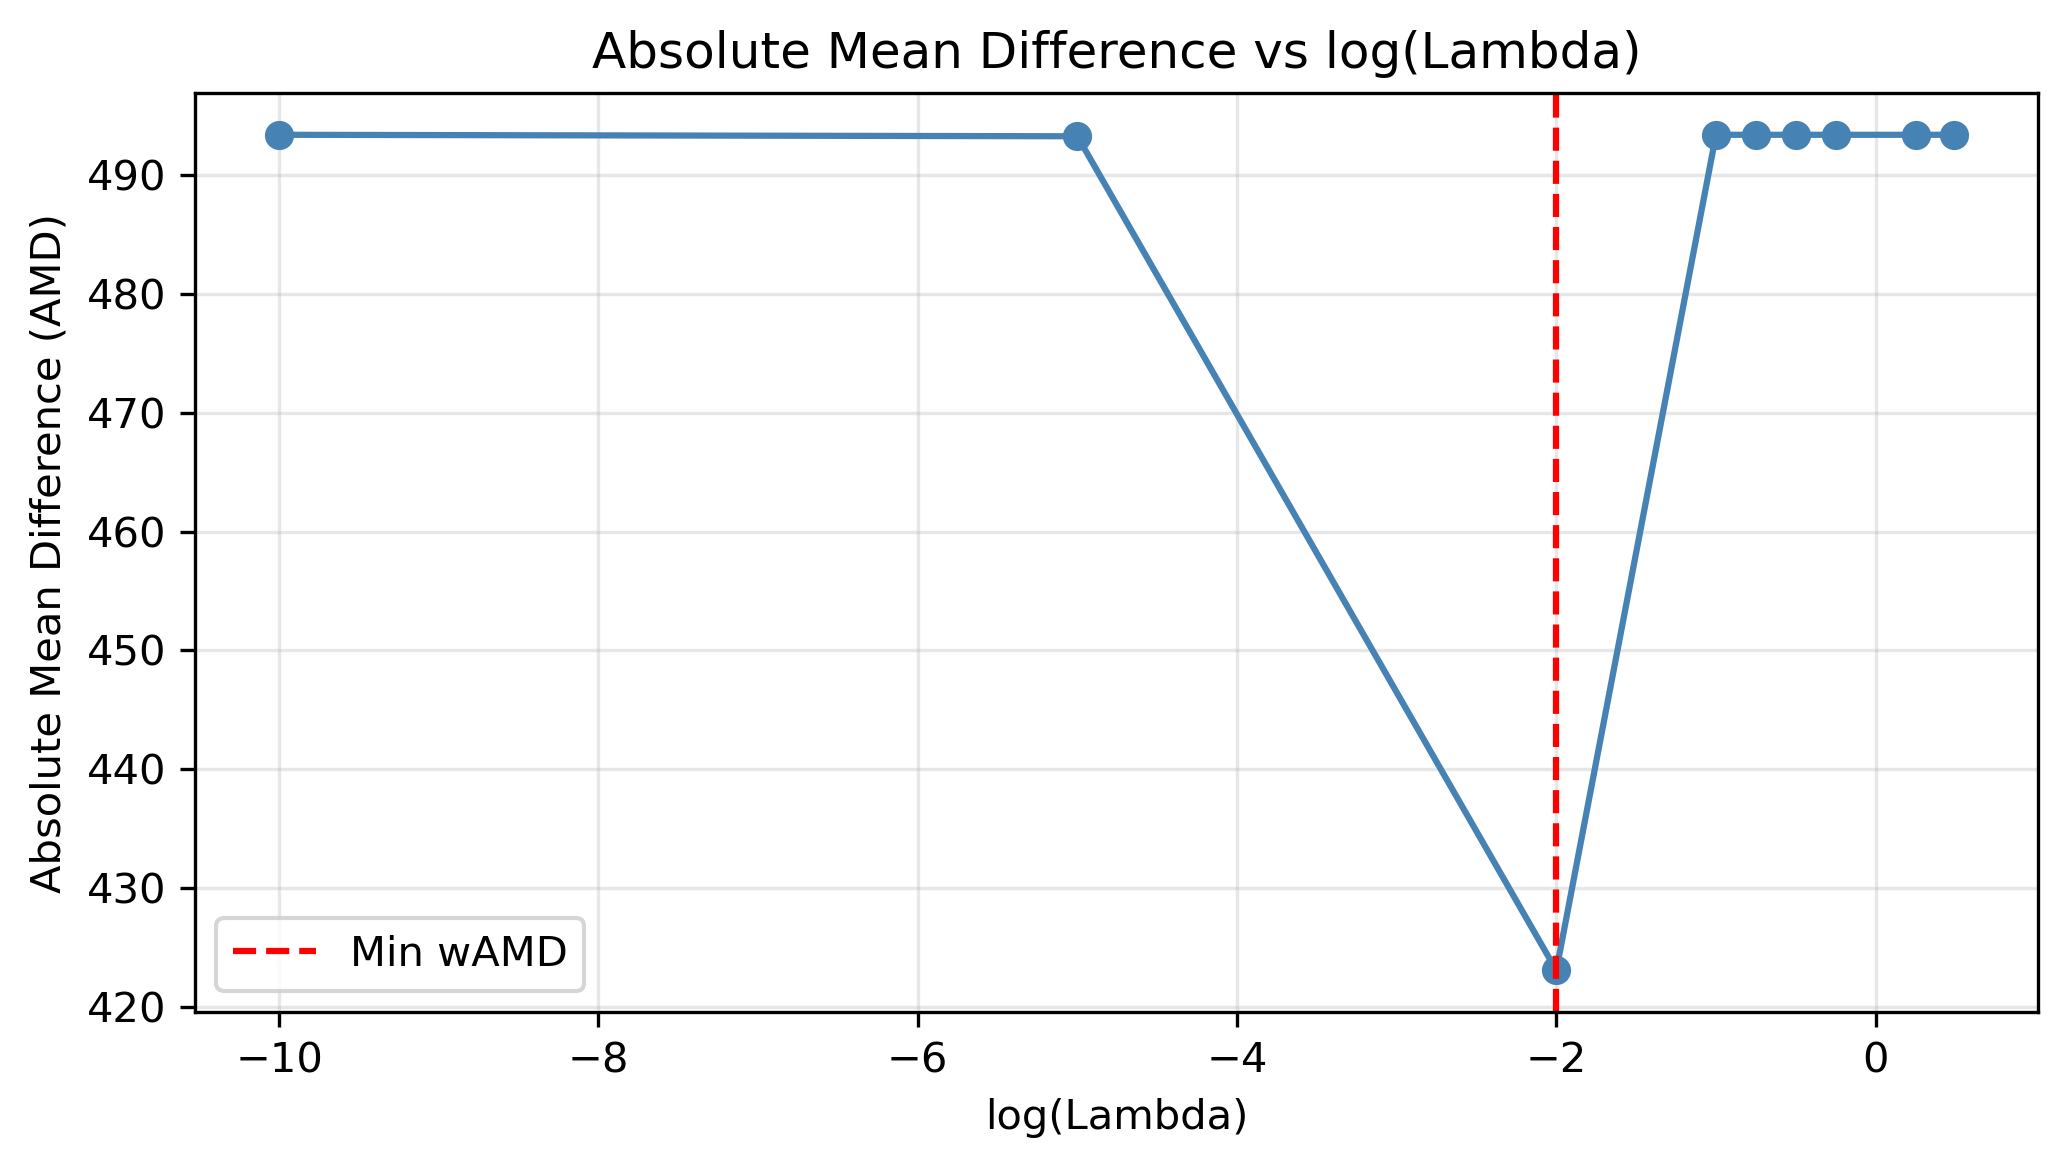 Absolute Mean Difference vs log(Lambda)
Absolute Mean Difference (AMD)
490
480
470
460
450
440
430
420
Min wAMD
−10 −8 −6 −4 −2 0
log(Lambda)